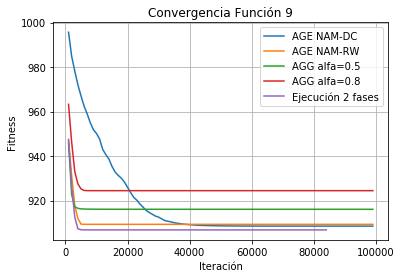 Convergencia Función 9
Fitness
1000
980
960
940
920
AGE NAM-DC
AGE NAM-RW
AGG alfa=0.5
AGG alfa=0.8
Ejecución 2 fases
0
20000
40000
60000
80000
100000
Iteración